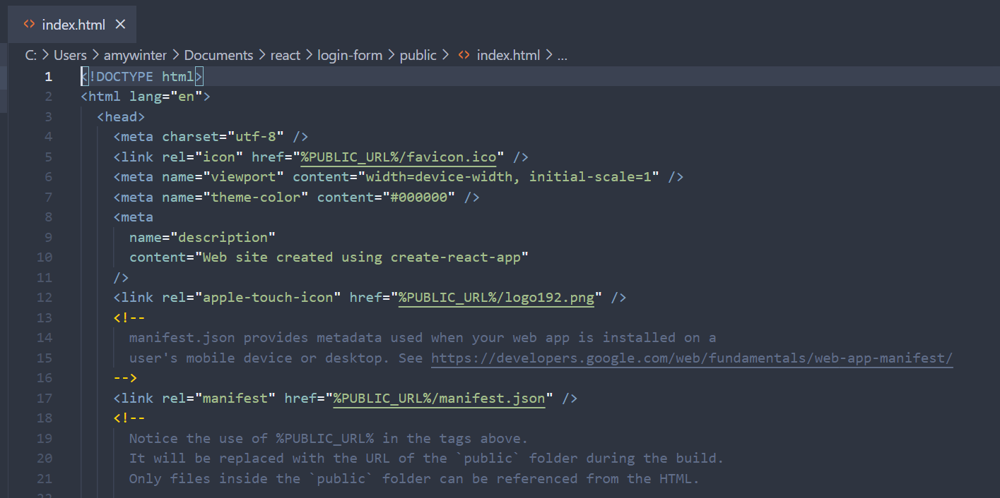 index.html
C: > Users > amywinter > Documents > react > login-form > public > index.html > ...
1 <!DOCTYPE html>
2 <html lang="en">
3 <head>
4 <meta charset="utf-8" />
5 <link rel="icon" href="%PUBLIC_URL%/favicon.ico" />
6 <meta name="viewport" content="width=device-width, initial-scale=1" />
7 <meta name="theme-color" content="#000000" />
8 <meta
9 name="description"
10 content="Web site created using create-react-app"
11 />
12 <link rel="apple-touch-icon" href="%PUBLIC_URL%/logo192.png" />
13 <!--
14 manifest.json provides metadata used when your web app is installed on a
15 user's mobile device or desktop. See https://developers.google.com/web/fundamentals/web-app-manifest/
16 -->
17 <link rel="manifest" href="%PUBLIC_URL%/manifest.json" />
18 <!--
19 Notice the use of %PUBLIC_URL% in the tags above.
20 It will be replaced with the URL of the `public` folder during the build.
21 Only files inside the `public` folder can be referenced from the HTML.